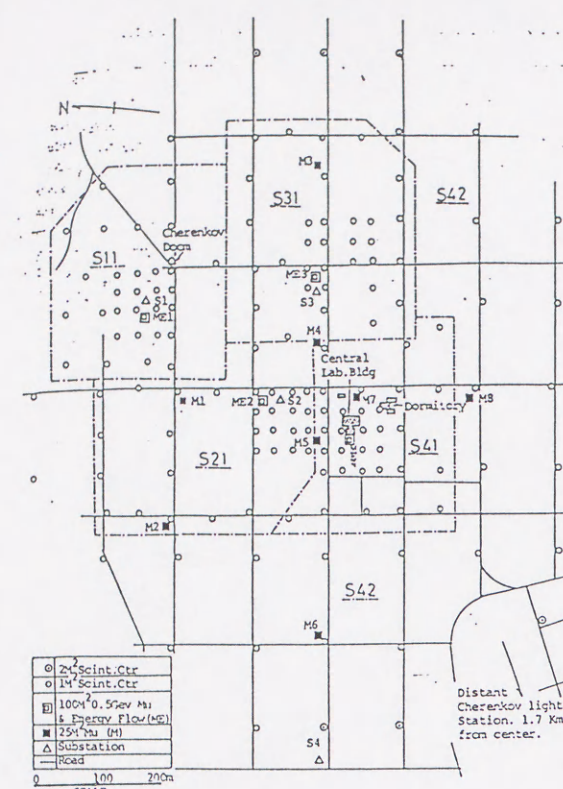 N
M3
S31
S42
Cherenkov
Doom
S11
ME3
S1
S3
ME1
M4
Central
Lab.Bldg
M1
ME2
S2
M7
M8
Dormitory
M5
S21
S41
M2
S42
M6
2M² Scint.Ctr
1M² Scint.Ctr
100M² 0.5Gev Mu
& Energy Flow(ME)
25M² Mu (M)
Substation
Road
Distant
Cherenkov light
Station. 1.7 Km
from center.
S4
0 100 200m